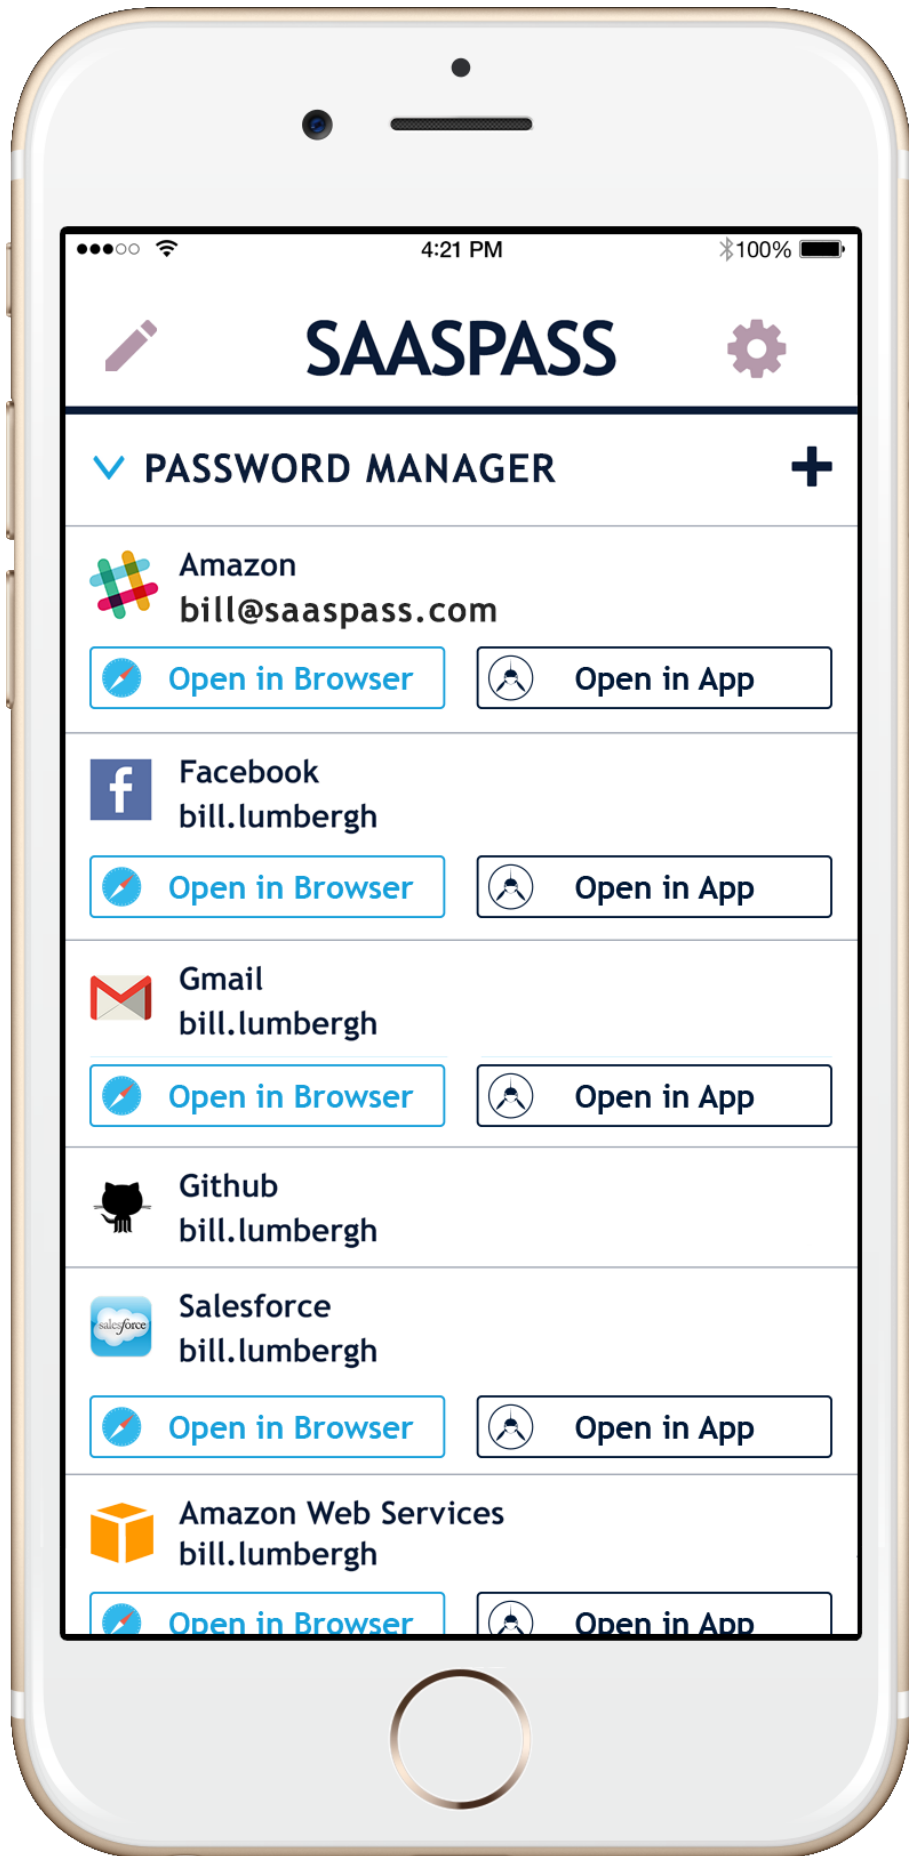 4:21 PM
100%
SAASPASS
PASSWORD MANAGER
Amazon
bill@saaspass.com
Open in Browser
Open in App
Facebook
bill.lumbergh
Open in Browser
Open in App
Gmail
bill.lumbergh
Open in Browser
Open in App
Github
bill.lumbergh
salesforce
Salesforce
bill.lumbergh
Open in Browser
Open in App
Amazon Web Services
bill.lumbergh
Open in Browser
Open in App